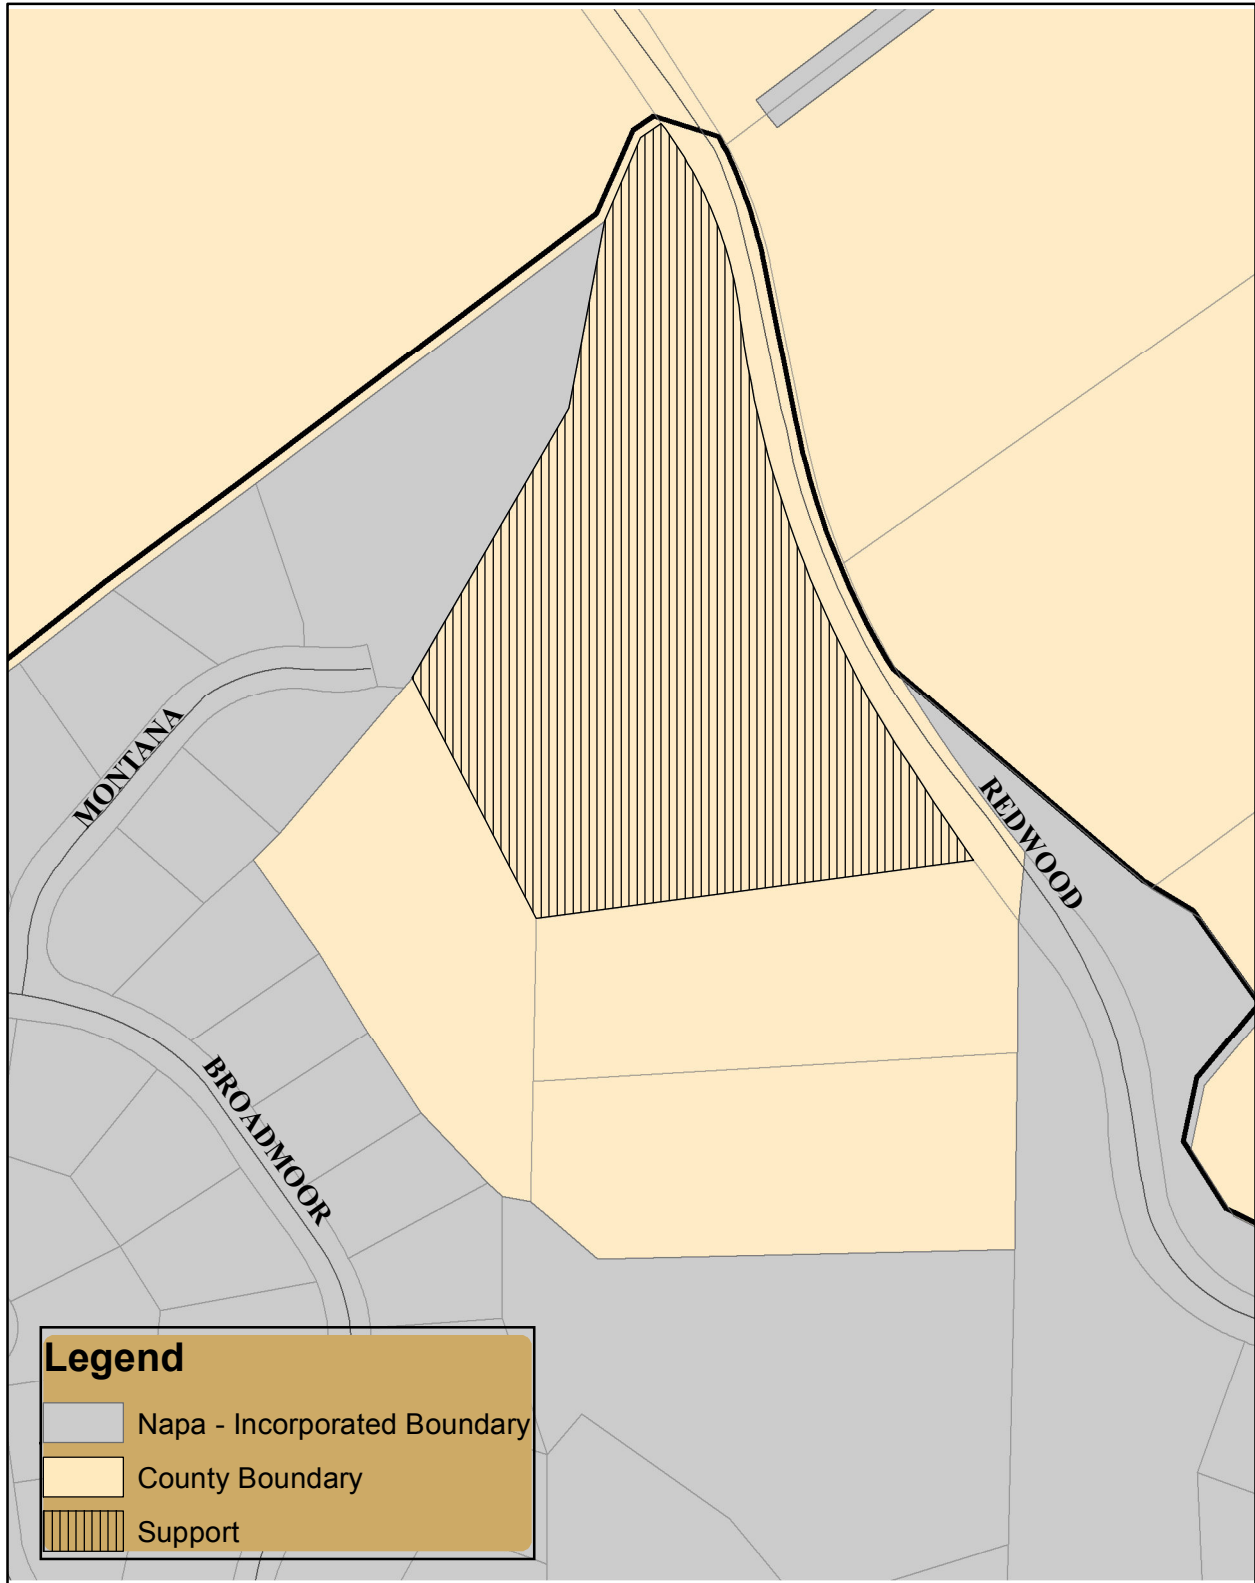 MONTANA
REDWOOD
BROADMOOR
Legend
Napa - Incorporated Boundary
County Boundary
Support